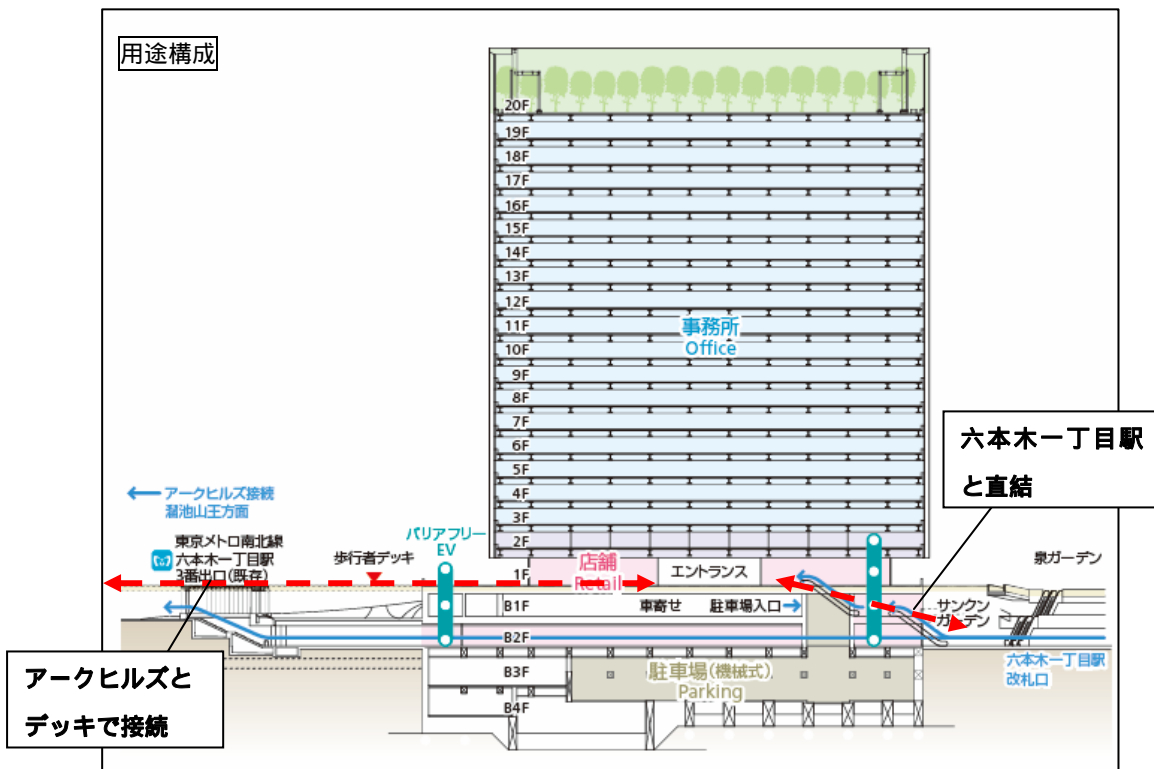 用途構成
20F
19F
18F
17F
16F
15F
14F
13F
12F
11F
10F
9F
8F
7F
6F
5F
4F
3F
2F
1F
事務所
Office
六本木一丁目駅
と直結
アークヒルズ接続
溜池山王方面
東京メトロ南北線
六本木一丁目駅
3番出口(既存)
歩行者デッキ
バリアフリー
EV
店舗
Retail
エントランス
泉ガーデン
B1F
車寄せ
駐車場入口
サンクン
ガーデン
B2F
六本木一丁目駅
改札口
B3F
駐車場(機械式)
Parking
B4F
アークヒルズと
デッキで接続